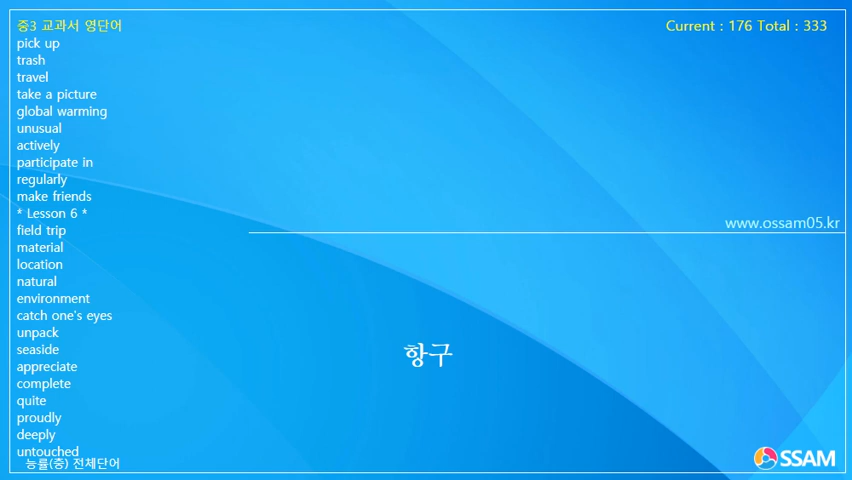 중3 교과서 영단어
Current : 176 Total : 333
pick up
trash
travel
take a picture
global warming
unusual
actively
participate in
regularly
make friends
* Lesson 6 *
field trip
material
location
natural
environment
catch one's eyes
unpack
seaside
appreciate
complete
quite
proudly
deeply
untouched
능률(중) 전체단어
www.ossam05.kr
항구
OSSAM